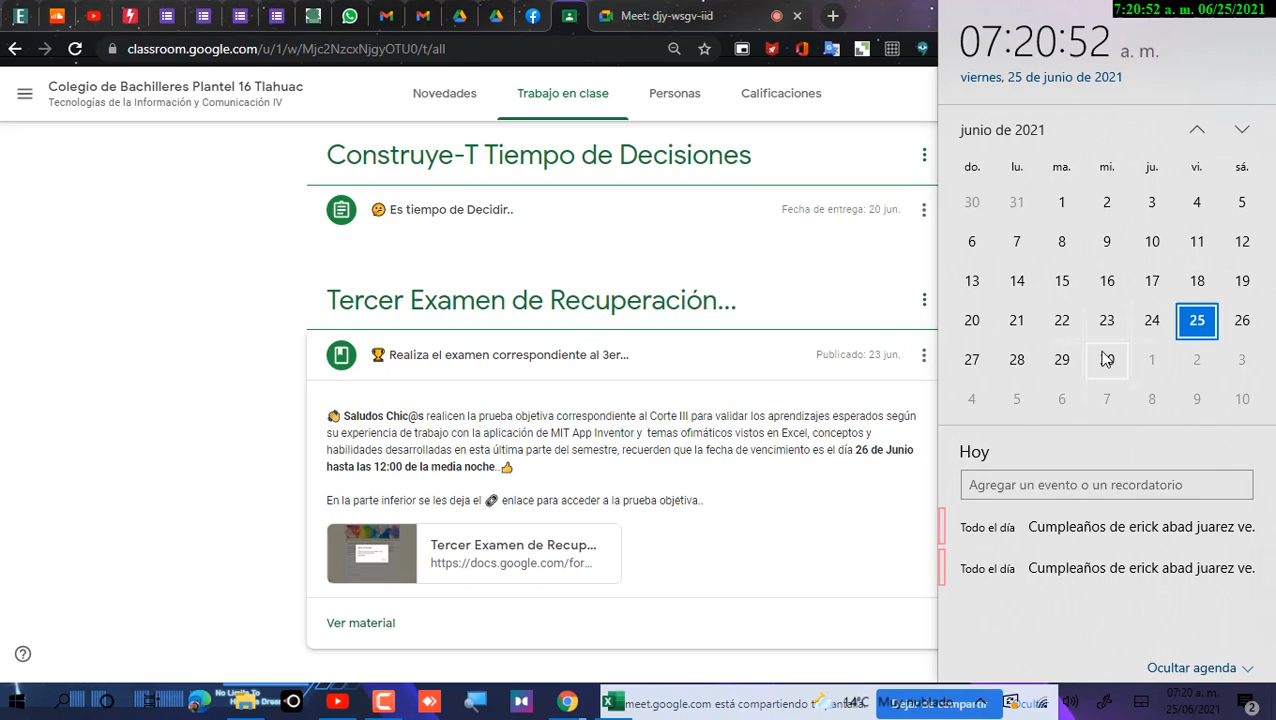 Meet: djy-wsgv-iid
7:20:52 a. m. 06/25/2021
classroom.google.com/u/1/w/Mjc2NzcxNjgyOTU0/t/all
Colegio de Bachilleres Plantel 16 Tlahuac
Tecnologías de la Información y Comunicación IV
Novedades
Trabajo en clase
Personas
Calificaciones
Construye-T Tiempo de Decisiones
Es tiempo de Decidir..
Fecha de entrega: 20 jun.
Tercer Examen de Recuperación...
Realiza el examen correspondiente al 3er...
Publicado: 23 jun.
Saludos Chic@s realicen la prueba objetiva correspondiente al Corte III para validar los aprendizajes esperados según
su experiencia de trabajo con la aplicación de MIT App Inventor y temas ofimáticos vistos en Excel, conceptos y
habilidades desarrolladas en esta última parte del semestre, recuerden que la fecha de vencimiento es el día 26 de Junio
hasta las 12:00 de la media noche..
En la parte inferior se les deja el enlace para acceder a la prueba objetiva..
Tercer Examen de Recup...
https://docs.google.com/for...
Ver material
07:20:52 a. m.
viernes, 25 de junio de 2021
junio de 2021
do. lu. ma. mi. ju. vi. sá.
30 31 1 2 3 4 5
6 7 8 9 10 11 12
13 14 15 16 17 18 19
20 21 22 23 24 25 26
27 28 29 30 1 2 3
4 5 6 7 8 9 10
Hoy
Agregar un evento o un recordatorio
Todo el día Cumpleaños de erick abad juarez ve.
Todo el día Cumpleaños de erick abad juarez ve.
Ocultar agenda
No Limits To
meet.google.com está compartiendo
14°C
07:20 a. m.
25/06/2021
2